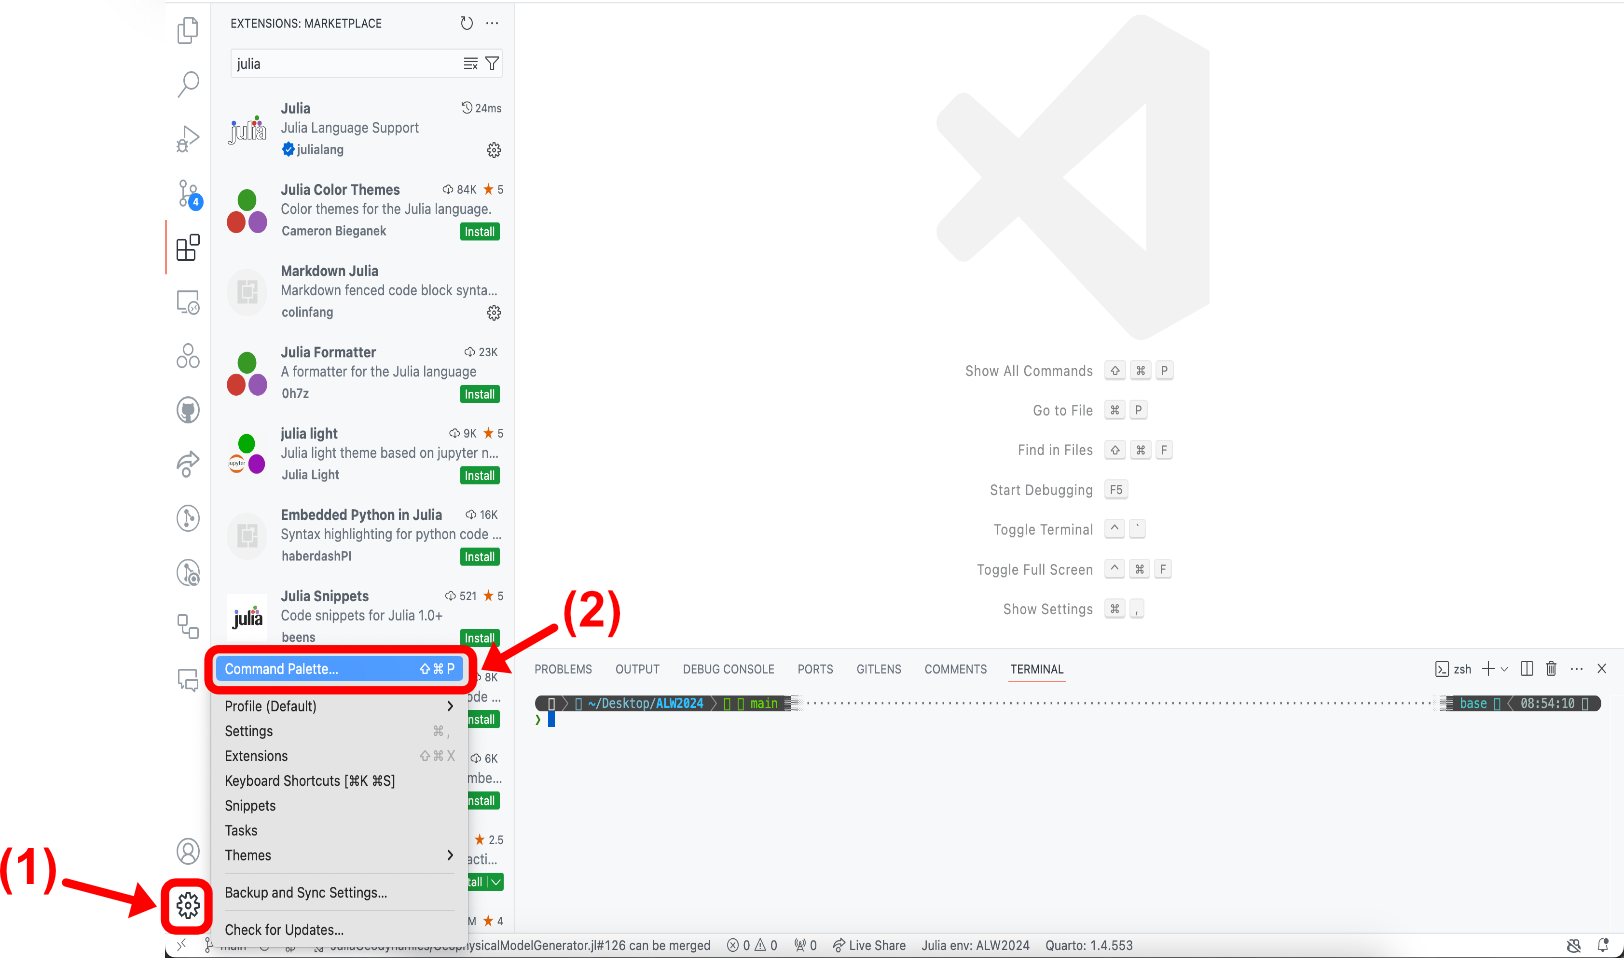 EXTENSIONS: MARKETPLACE
julia
Julia
24ms
Julia Language Support
julialang
Julia Color Themes
84K
5
Color themes for the Julia language.
Cameron Bieganek
Install
4
Markdown Julia
Markdown fenced code block synta...
colinfang
Julia Formatter
23K
A formatter for the Julia language
0h7z
Install
julia light
9K
5
Julia light theme based on jupyter n...
Julia Light
Install
Embedded Python in Julia
16K
Syntax highlighting for python code ...
haberdashPI
Install
julia
Julia Snippets
521
5
Code snippets for Julia 1.0+
beens
Install
Show All Commands ⇧ ⌘ P
Go to File ⌘ P
Find in Files ⇧ ⌘ F
Start Debugging F5
Toggle Terminal ^ `
Toggle Full Screen ^ ⌘ F
Show Settings ⌘ ,
(2)
Command Palette... ⇧⌘P
Profile (Default)
Settings ⌘,
Extensions ⇧⌘X
Keyboard Shortcuts [⌘K ⌘S]
Snippets
Tasks
Themes
Backup and Sync Settings...
Check for Updates...
8K
ode ...
nstall
6K
mbe...
nstall
2.5
acti...
tall
M
4
(1)
PROBLEMS OUTPUT DEBUG CONSOLE PORTS GITLENS COMMENTS TERMINAL
zsh
~/Desktop/ALW2024 main
base 08:54:10
main
JuliaGeodynamics/GeophysicalModelGenerator.jl#126 can be merged 0 0 0 Live Share Julia env: ALW2024 Quarto: 1.4.553